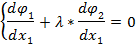 {dφ₁/dx₁ + λ * dφ₂/dx₁ = 0